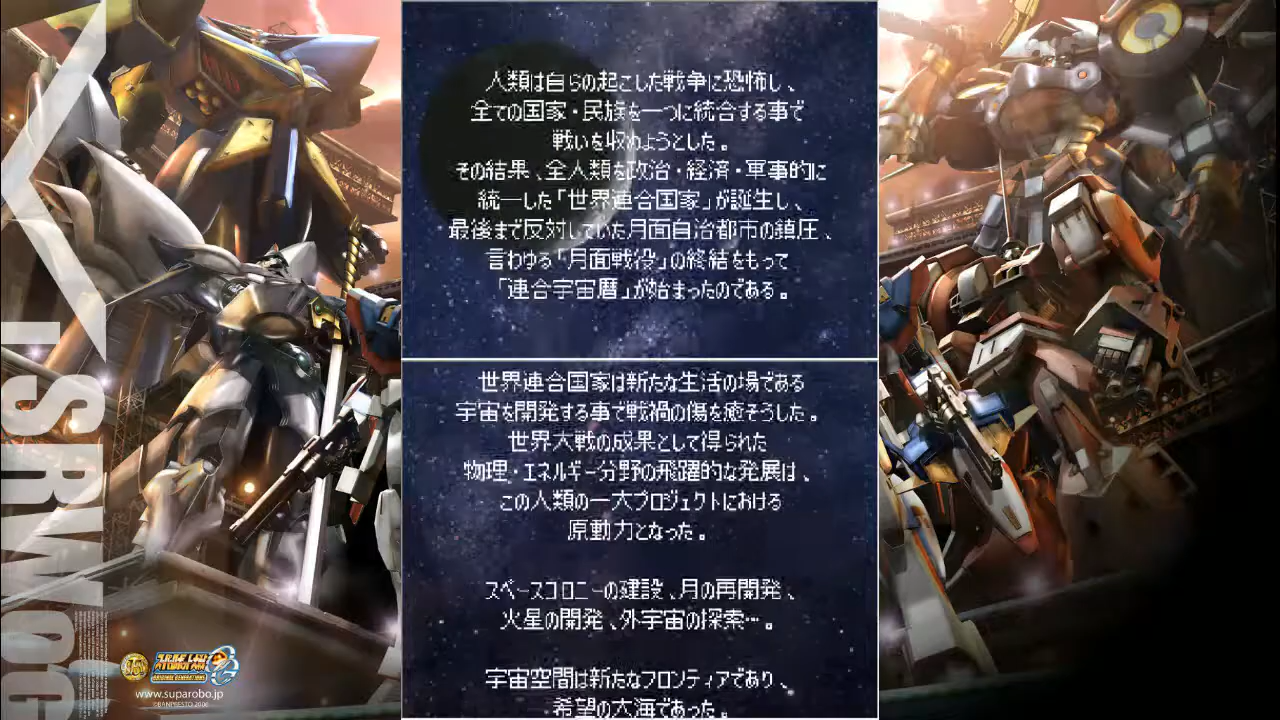 人類は自らの起こした戦争に恐怖し、
全ての国家・民族を一つに統合する事で
戦いを収めようとした。
その結果、全人類を政治・経済・軍事的に
統一した「世界連合国家」が誕生し、
最後まで反対していた月面自治都市の鎮圧、
言わゆる「月面戦役」の終結をもって
「連合宇宙暦」が始まったのである。
世界連合国家は新たな生活の場である
宇宙を開発する事で戦禍の傷を癒そうした。
世界大戦の成果として得られた
物理・エネルギー分野の飛躍的な発展は、
この人類の一大プロジェクトにおける
原動力となった。
スペースコロニーの建設、月の再開発、
火星の開発、外宇宙の探索…。
宇宙空間は新たなフロンティアであり、
希望の大海であった。
SUPER ROBOT WARS
ORIGINAL GENERATIONS
www.suparobo.jp
©BANPRESTO 2006